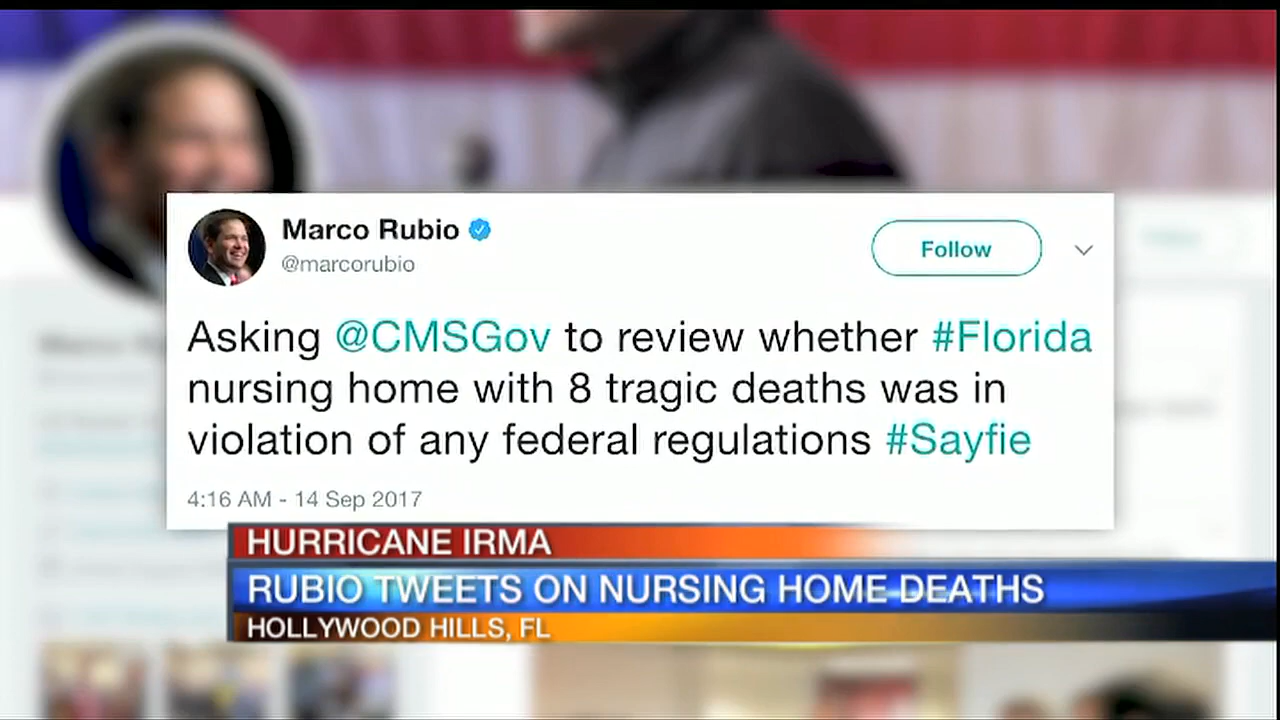 Marco Rubio
@marcorubio
Follow
Asking @CMSGov to review whether #Florida
nursing home with 8 tragic deaths was in
violation of any federal regulations #Sayfie
4:16 AM - 14 Sep 2017
HURRICANE IRMA
RUBIO TWEETS ON NURSING HOME DEATHS
HOLLYWOOD HILLS, FL